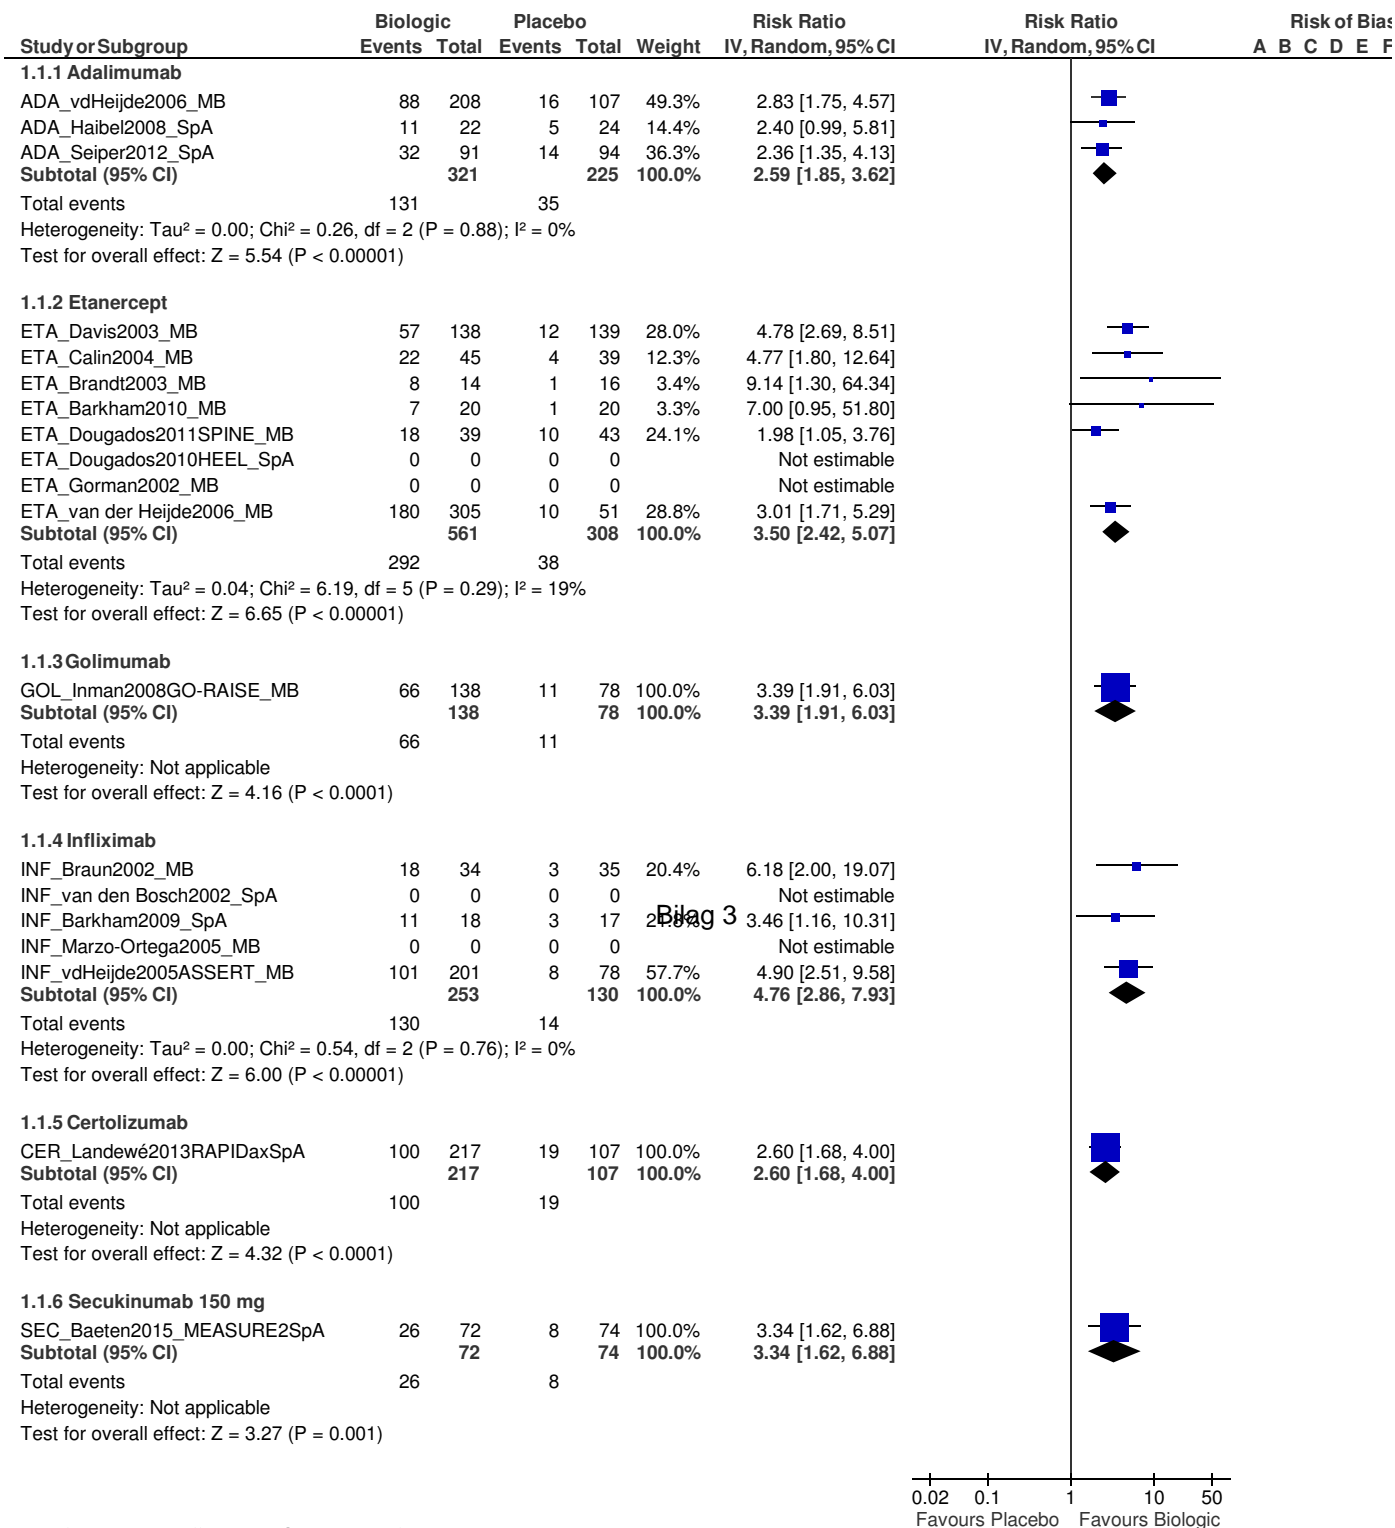 Biologic Placebo Risk Ratio Risk Ratio Risk of Bias
Study or Subgroup Events Total Events Total Weight IV, Random, 95% CI IV, Random, 95% CI A B C D E F
1.1.1 Adalimumab
ADA_vdHeijde2006_MB 88 208 16 107 49.3% 2.83 [1.75, 4.57]
ADA_Haibel2008_SpA 11 22 5 24 14.4% 2.40 [0.99, 5.81]
ADA_Seiper2012_SpA 32 91 14 94 36.3% 2.36 [1.35, 4.13]
Subtotal (95% CI) 321 225 100.0% 2.59 [1.85, 3.62]
Total events 131 35
Heterogeneity: Tau² = 0.00; Chi² = 0.26, df = 2 (P = 0.88); I² = 0%
Test for overall effect: Z = 5.54 (P < 0.00001)
1.1.2 Etanercept
ETA_Davis2003_MB 57 138 12 139 28.0% 4.78 [2.69, 8.51]
ETA_Calin2004_MB 22 45 4 39 12.3% 4.77 [1.80, 12.64]
ETA_Brandt2003_MB 8 14 1 16 3.4% 9.14 [1.30, 64.34]
ETA_Barkham2010_MB 7 20 1 20 3.3% 7.00 [0.95, 51.80]
ETA_Dougados2011SPINE_MB 18 39 10 43 24.1% 1.98 [1.05, 3.76]
ETA_Dougados2010HEEL_SpA 0 0 0 0 Not estimable
ETA_Gorman2002_MB 0 0 0 0 Not estimable
ETA_van der Heijde2006_MB 180 305 10 51 28.8% 3.01 [1.71, 5.29]
Subtotal (95% CI) 561 308 100.0% 3.50 [2.42, 5.07]
Total events 292 38
Heterogeneity: Tau² = 0.04; Chi² = 6.19, df = 5 (P = 0.29); I² = 19%
Test for overall effect: Z = 6.65 (P < 0.00001)
1.1.3 Golimumab
GOL_Inman2008GO-RAISE_MB 66 138 11 78 100.0% 3.39 [1.91, 6.03]
Subtotal (95% CI) 138 78 100.0% 3.39 [1.91, 6.03]
Total events 66 11
Heterogeneity: Not applicable
Test for overall effect: Z = 4.16 (P < 0.0001)
1.1.4 Infliximab
INF_Braun2002_MB 18 34 3 35 20.4% 6.18 [2.00, 19.07]
INF_van den Bosch2002_SpA 0 0 0 0 Not estimable
INF_Barkham2009_SpA 11 18 3 17 21.8% 3.46 [1.16, 10.31]
Bilag 3
INF_Marzo-Ortega2005_MB 0 0 0 0 Not estimable
INF_vdHeijde2005ASSERT_MB 101 201 8 78 57.7% 4.90 [2.51, 9.58]
Subtotal (95% CI) 253 130 100.0% 4.76 [2.86, 7.93]
Total events 130 14
Heterogeneity: Tau² = 0.00; Chi² = 0.54, df = 2 (P = 0.76); I² = 0%
Test for overall effect: Z = 6.00 (P < 0.00001)
1.1.5 Certolizumab
CER_Landewé2013RAPIDaxSpA 100 217 19 107 100.0% 2.60 [1.68, 4.00]
Subtotal (95% CI) 217 107 100.0% 2.60 [1.68, 4.00]
Total events 100 19
Heterogeneity: Not applicable
Test for overall effect: Z = 4.32 (P < 0.0001)
1.1.6 Secukinumab 150 mg
SEC_Baeten2015_MEASURE2SpA 26 72 8 74 100.0% 3.34 [1.62, 6.88]
Subtotal (95% CI) 72 74 100.0% 3.34 [1.62, 6.88]
Total events 26 8
Heterogeneity: Not applicable
Test for overall effect: Z = 3.27 (P = 0.001)
0.02 0.1 1 10 50
Favours Placebo Favours Biologic